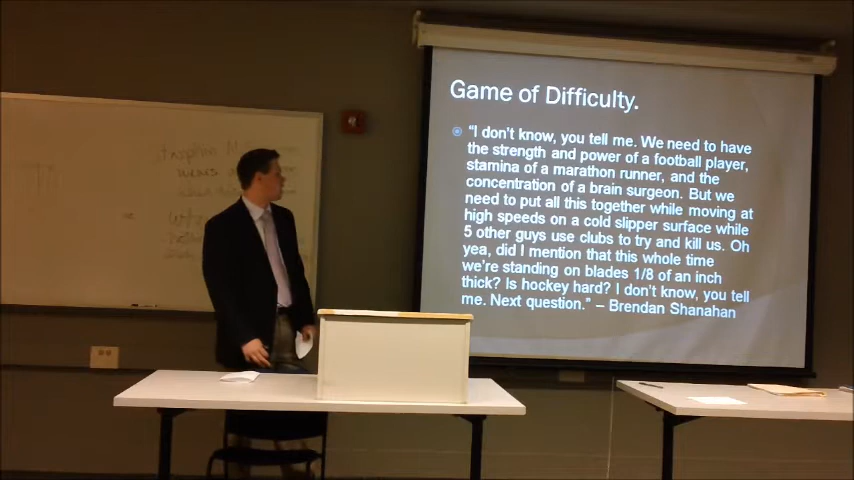 Game of Difficulty.
"I don't know, you tell me. We need to have
the strength and power of a football player,
stamina of a marathon runner, and the
concentration of a brain surgeon. But we
need to put all this together while moving at
high speeds on a cold slipper surface while
5 other guys use clubs to try and kill us. Oh
yea, did I mention that this whole time
we're standing on blades 1/8 of an inch
thick? Is hockey hard? I don't know, you tell
me. Next question." – Brendan Shanahan